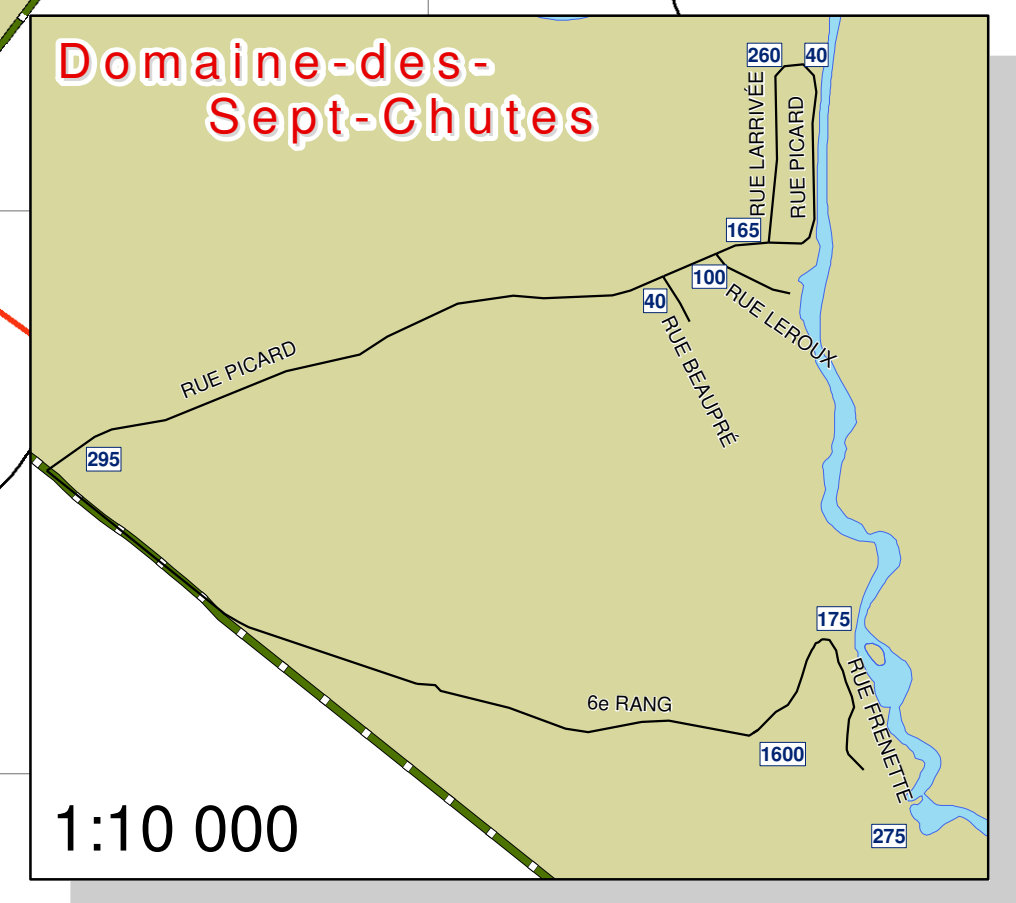 Domaine-des-
Sept-Chutes
260
40
RUE LARRIVÉE
RUE PICARD
165
100
40
RUE LEROUX
RUE BEAUPRÉ
RUE PICARD
295
175
RUE FRENETTE
6e RANG
1600
275
1:10 000